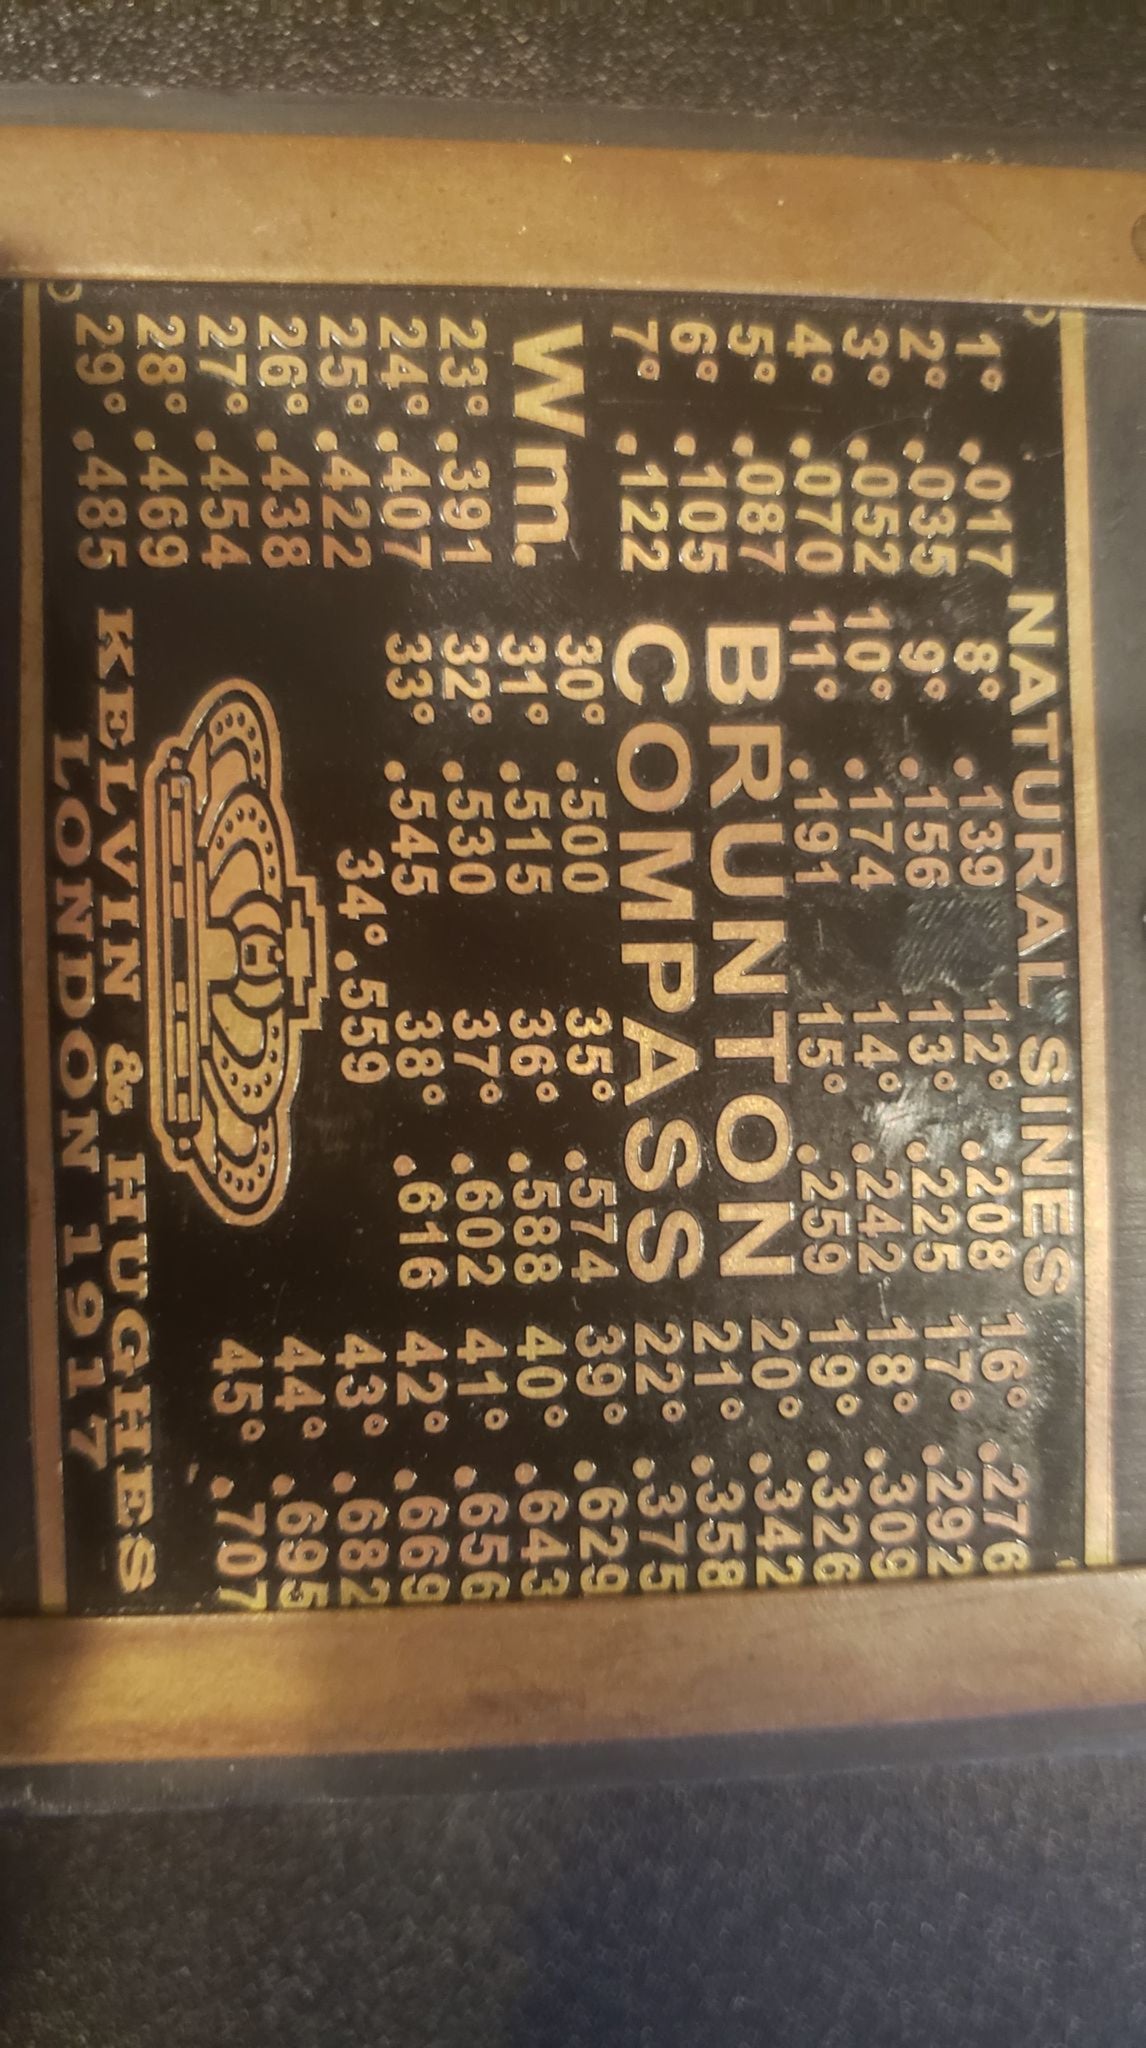 NATURAL SINES
1° .017 8° .139 12° .208 16° .276
2° .035 9° .156 13° .225 17° .292
3° .052 10° .174 14° .242 18° .309
4° .070 11° .191 15° .259 19° .326
5° .087 BRUNTON 20° .342
6° .105 21° .358
7° .122 COMPASS 22° .375
Wm. 30° .500 35° .574 39° .629
31° .515 36° .588 40° .643
23° .391 32° .530 37° .602 41° .656
24° .407 33° .545 38° .616 42° .669
25° .422 34° .559 43° .682
26° .438 44° .695
27° .454 45° .707
28° .469
29° .485
KELVIN & HUGHES
LONDON 1917